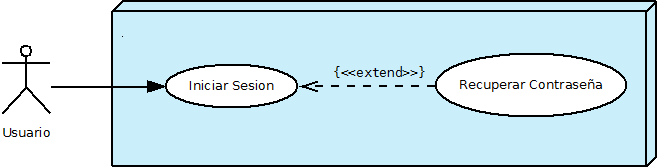 {<<extend>>}
Iniciar Sesion
Recuperar Contraseña
Usuario